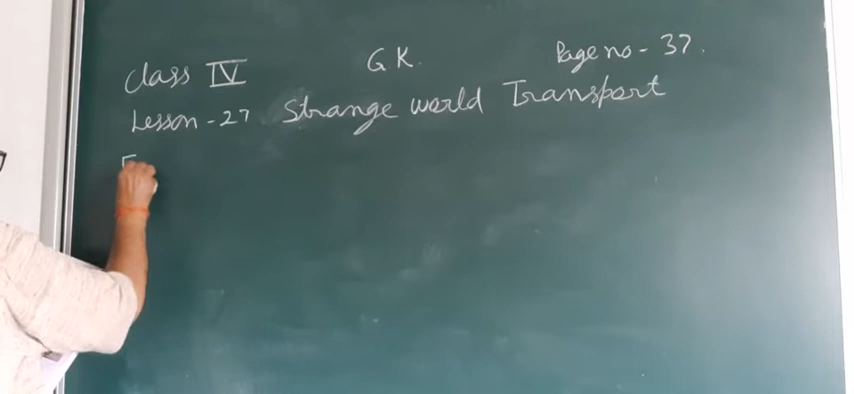 Class IV G K. Page no - 37.
Lesson - 27 Strange world Transport